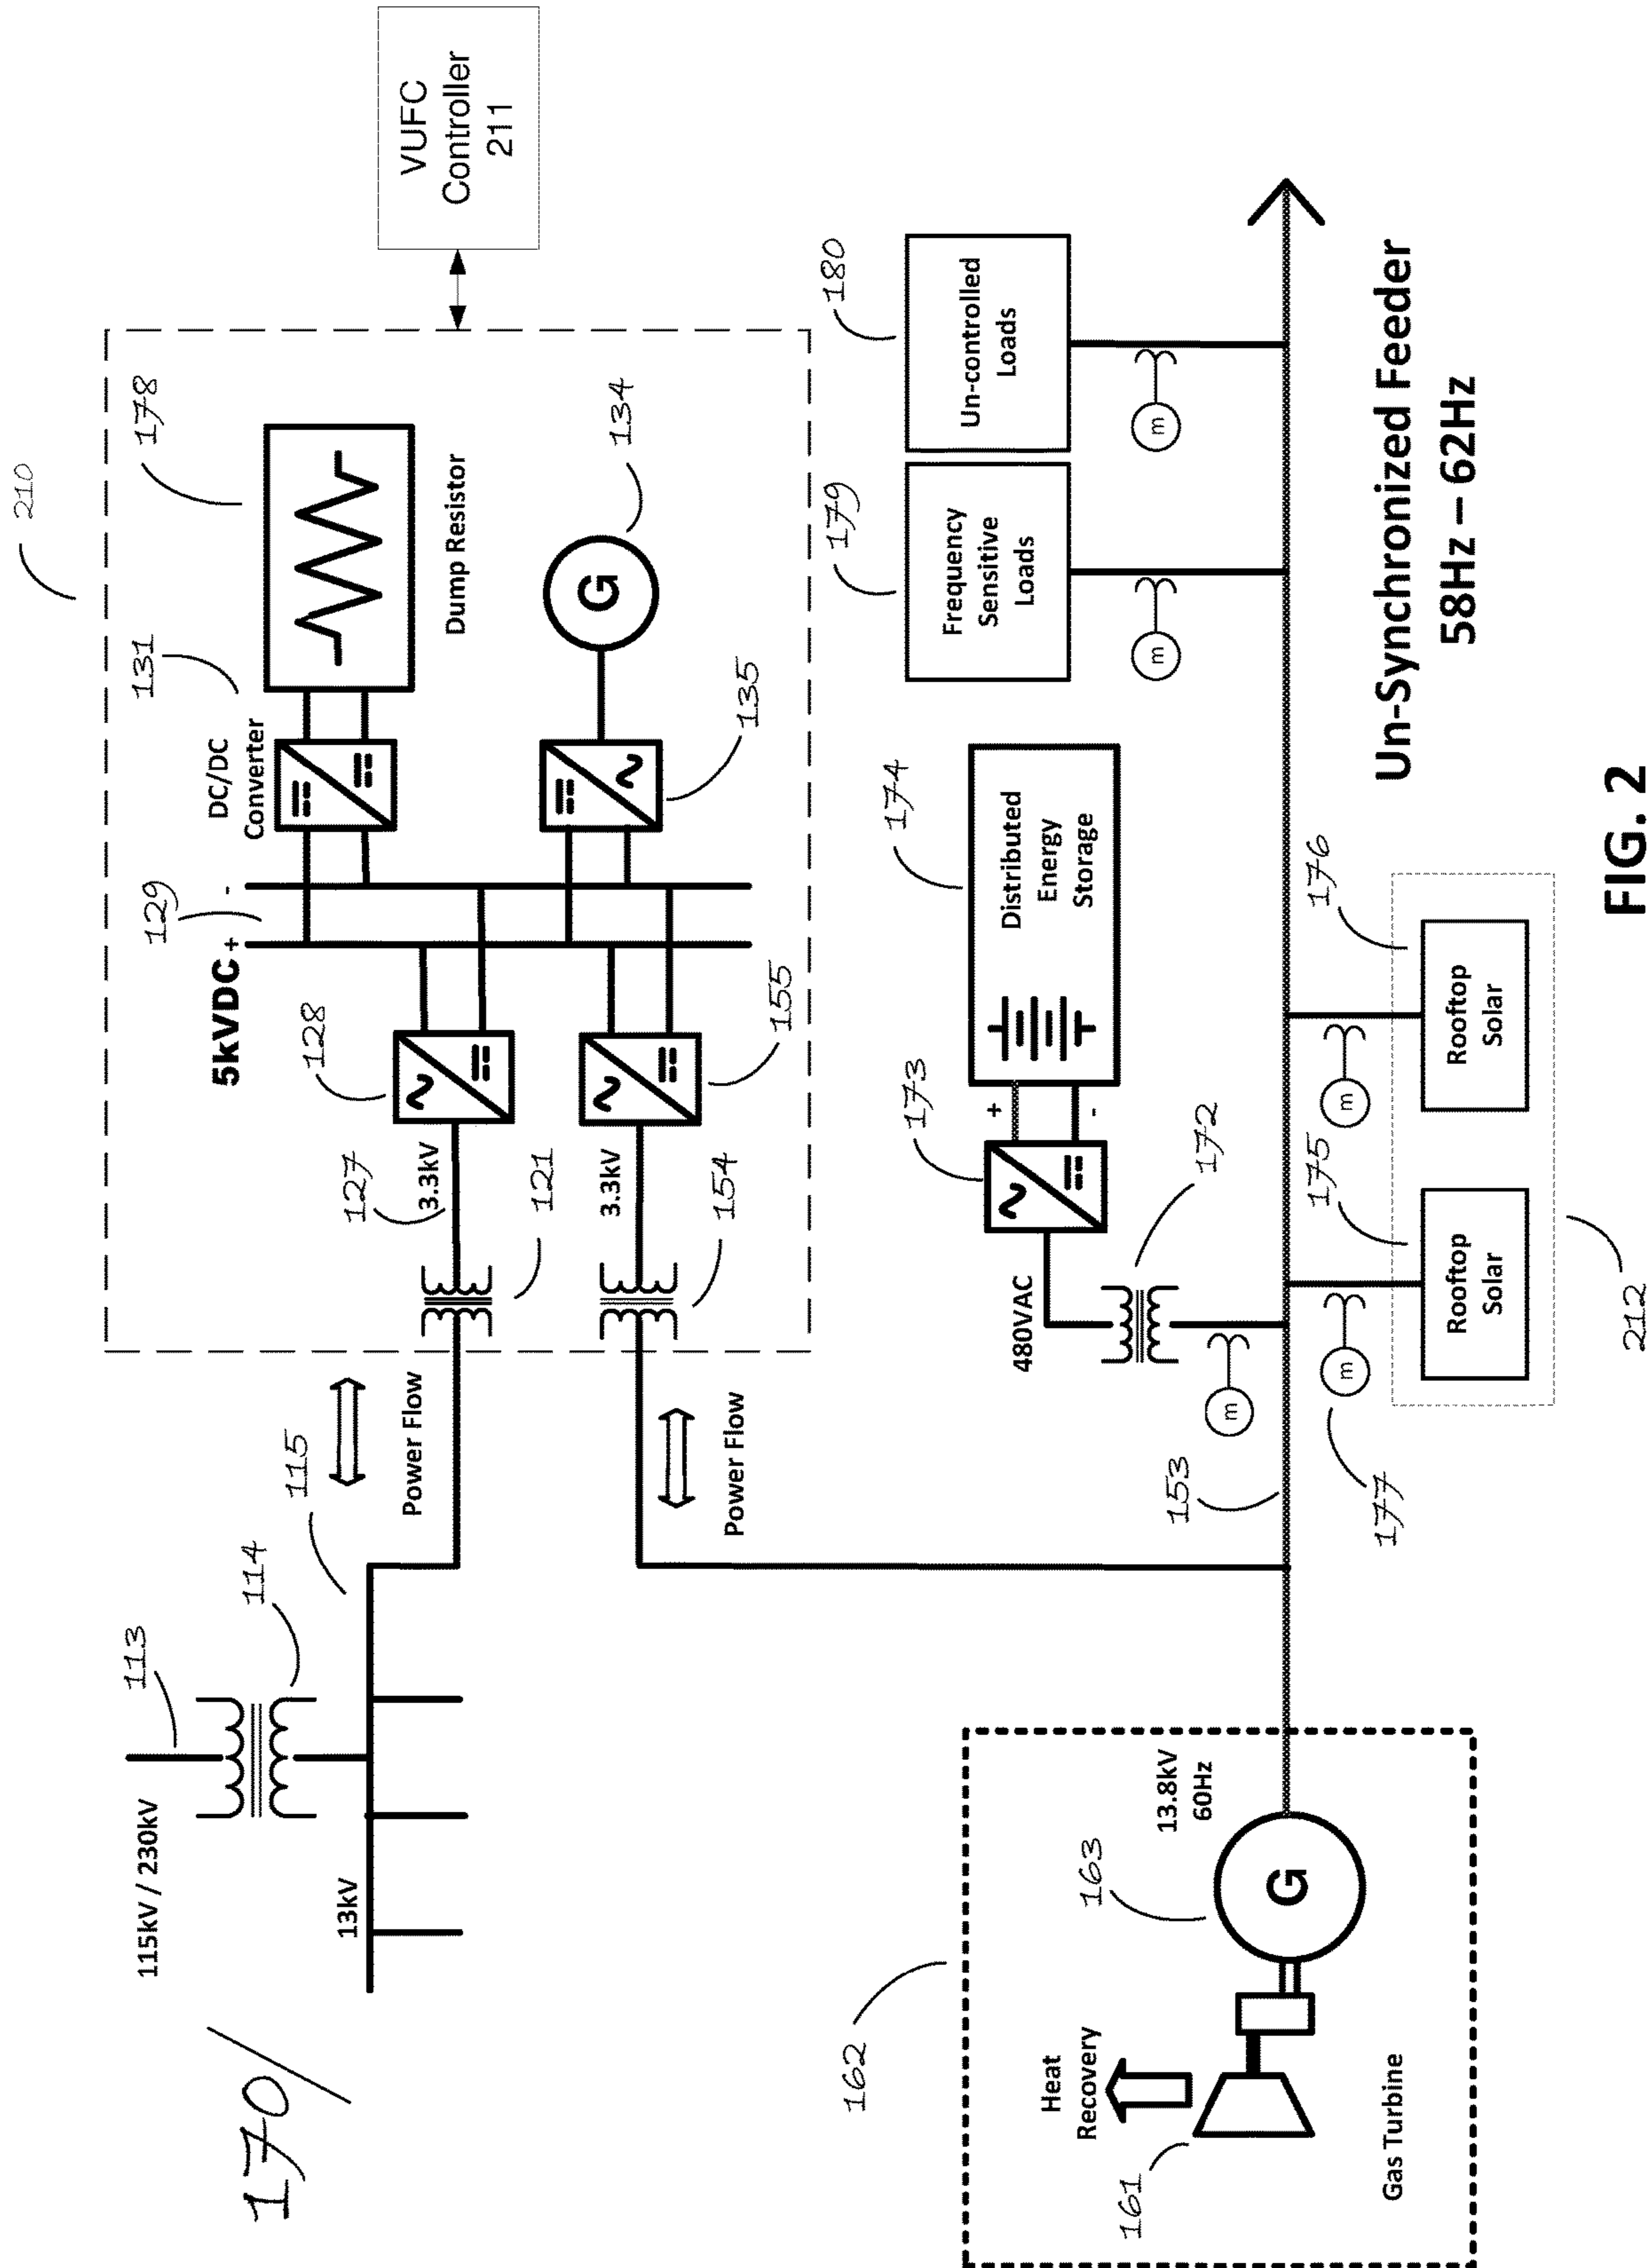 170
115kV / 230kV
113
114
13kV
115
Power Flow
Power Flow
210
5kVDC
+
-
129
127
3.3kV
128
121
3.3kV
154
155
DC/DC
Converter
131
178
Dump Resistor
G
134
135
VUFC
Controller
211
162
Heat
Recovery
161
Gas Turbine
163
G
13.8kV
60Hz
153
m
480VAC
172
173
+
-
Distributed
Energy
Storage
174
m
177
Rooftop
Solar
175
m
Rooftop
Solar
176
212
Frequency
Sensitive
Loads
179
m
Un-controlled
Loads
180
m
Un-Synchronized Feeder
58Hz – 62Hz
FIG. 2